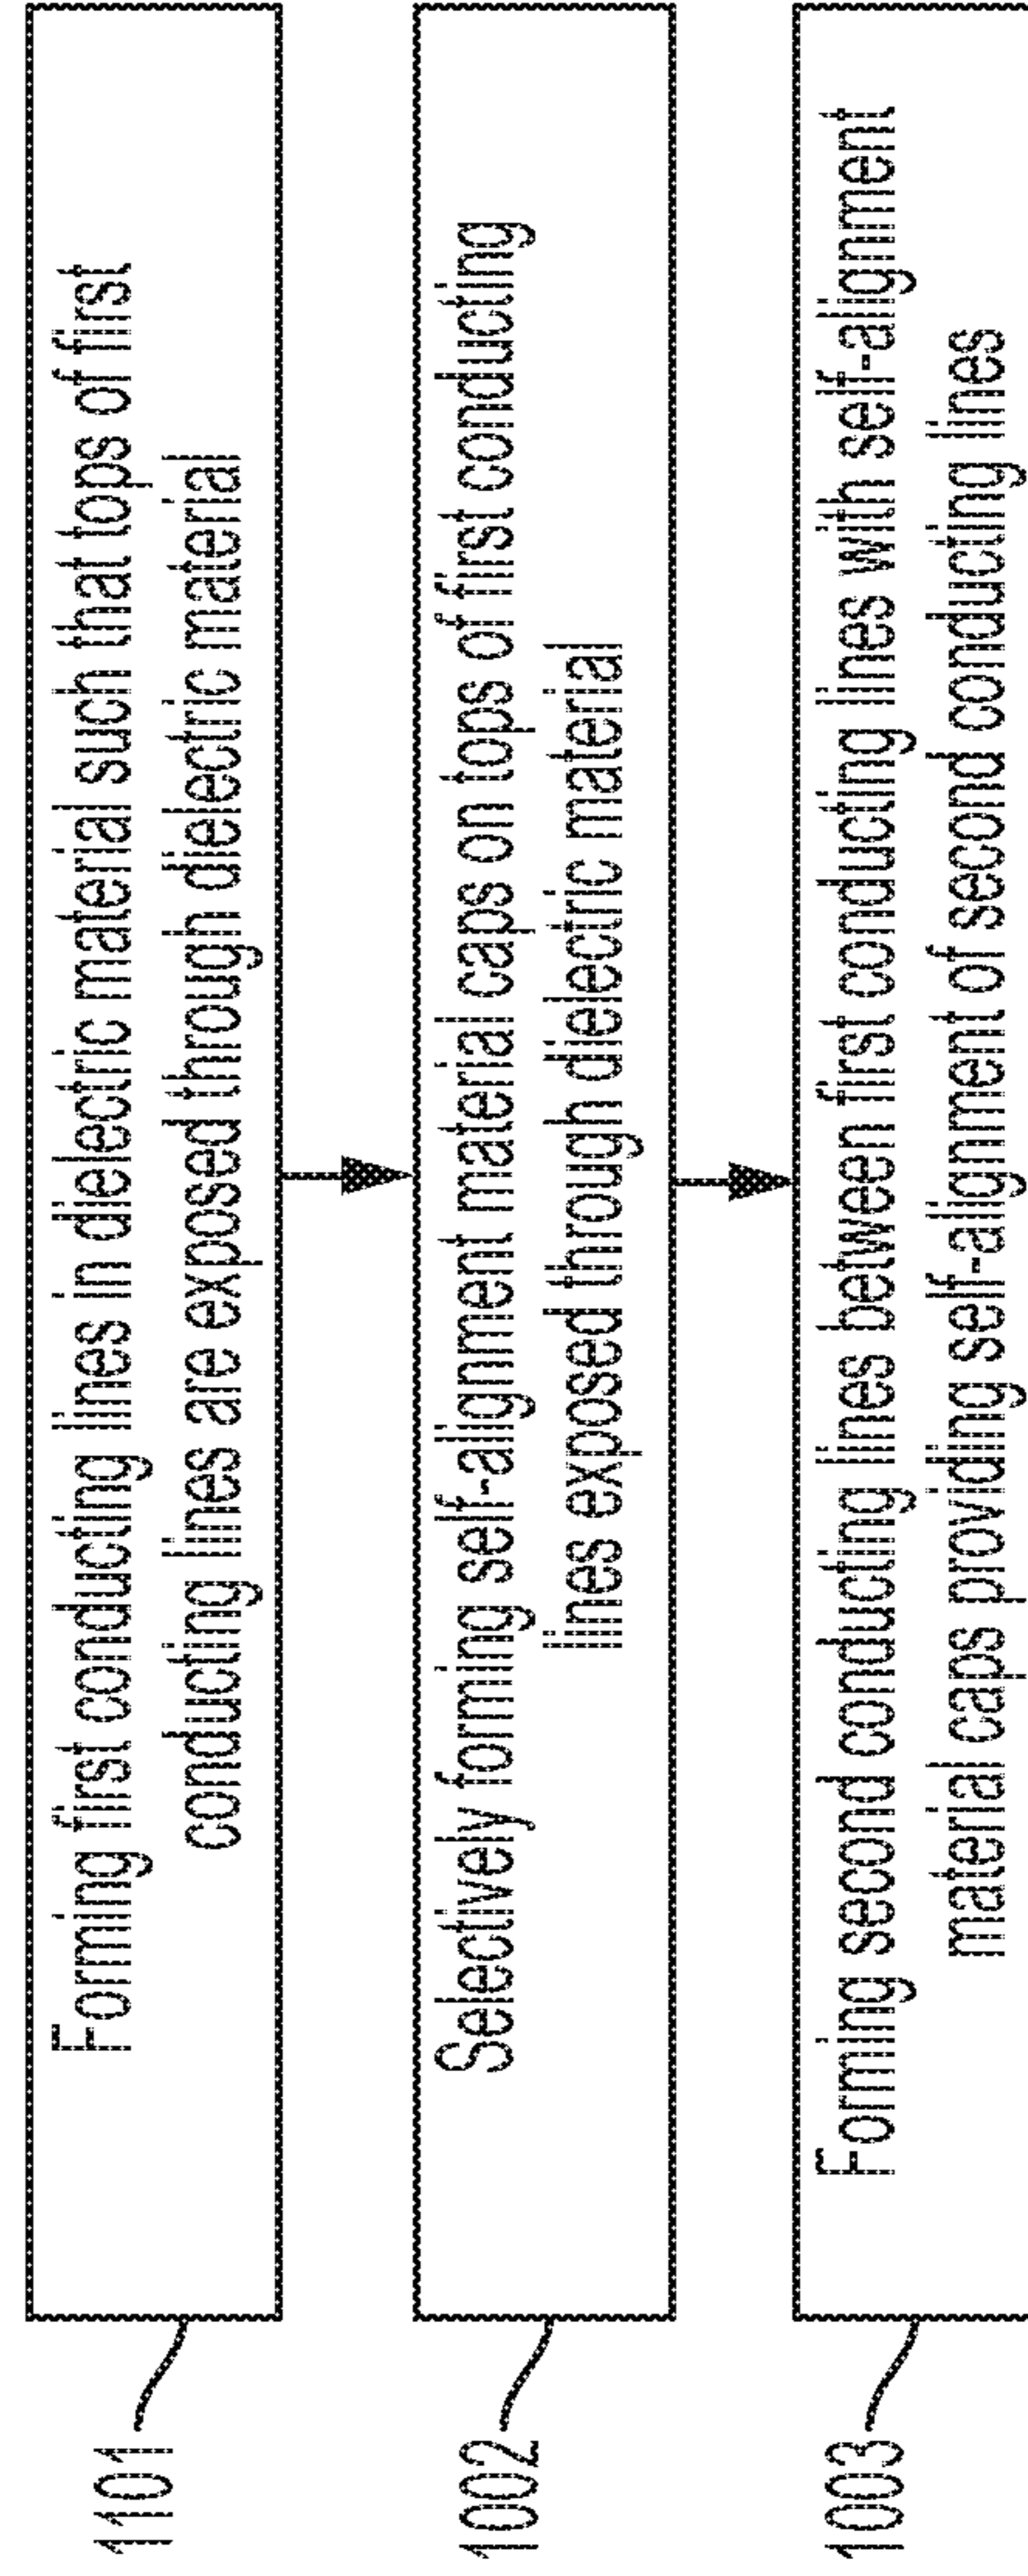 Forming first conducting lines in dielectric material such that tops of first
conducting lines are exposed through dielectric material
1101
Selectively forming self-alignment material caps on tops of first conducting
lines exposed through dielectric material
1002
Forming second conducting lines between first conducting lines with self-alignment
material caps providing self-alignment of second conducting lines
1003